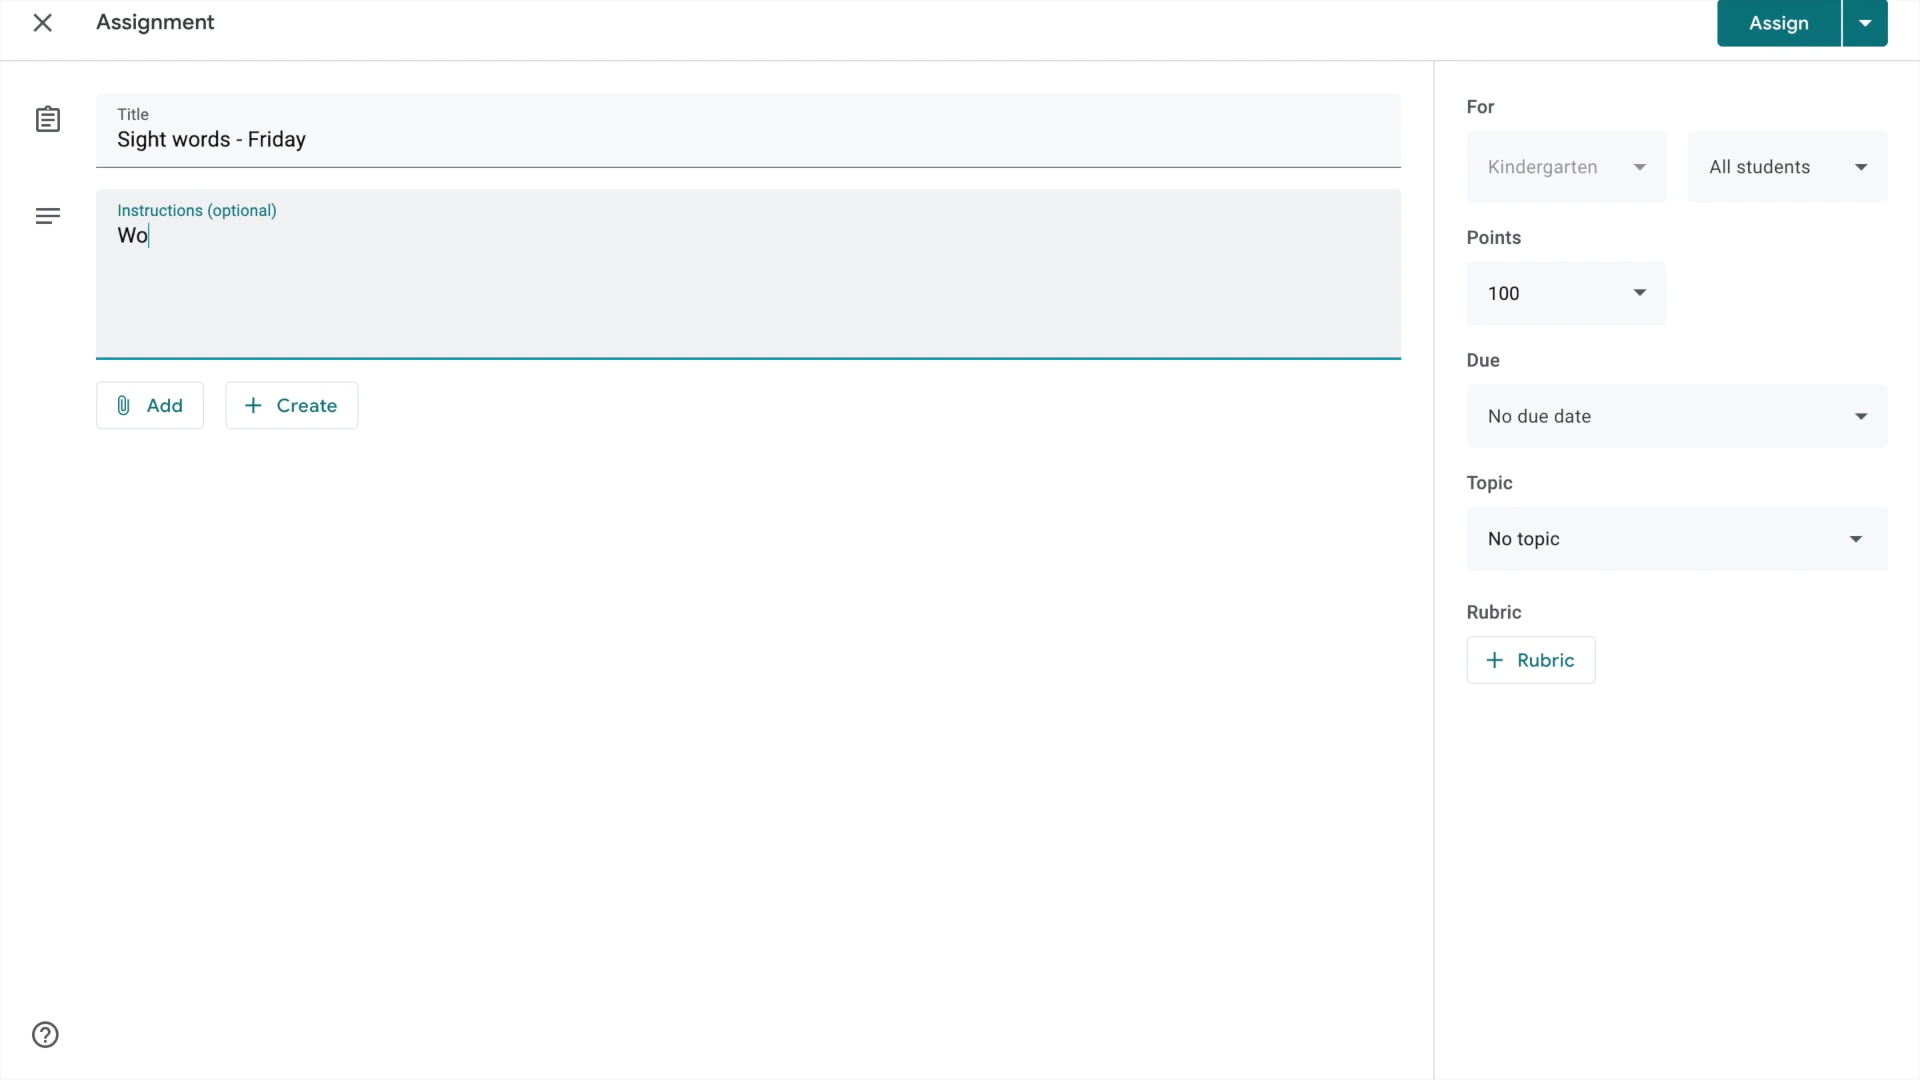 Assignment
Assign
Title
Sight words - Friday
Instructions (optional)
Wo
Add
Create
For
Kindergarten
All students
Points
100
Due
No due date
Topic
No topic
Rubric
Rubric